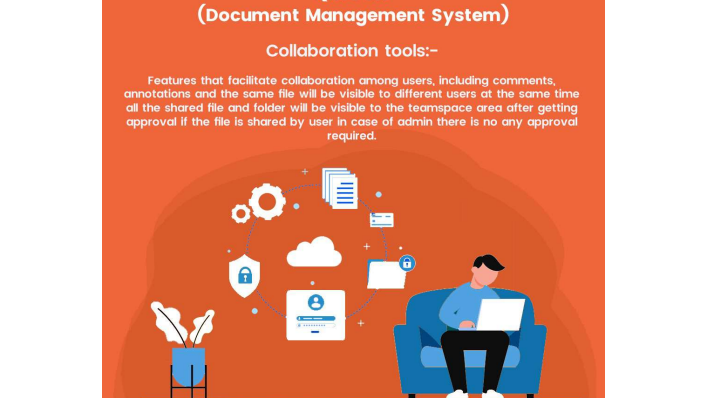 (Document Management System)
Collaboration tools:-
Features that facilitate collaboration among users, including comments,
annotations and the same file will be visible to different users at the same time
all the shared file and folder will be visible to the teamspace area after getting
approval if the file is shared by user in case of admin there is no any approval
required.